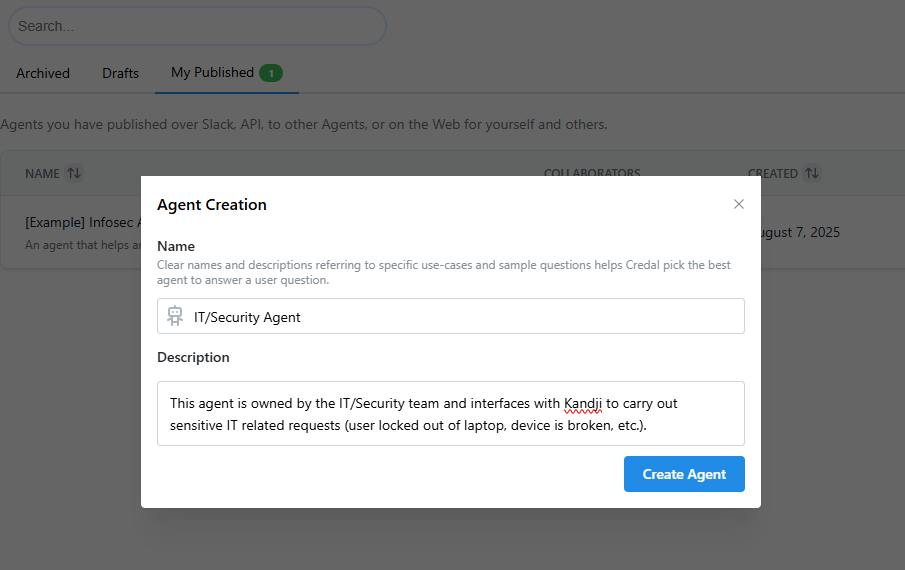 Search...
Archived Drafts My Published 1
Agents you have published over Slack, API, to other Agents, or on the Web for yourself and others.
NAME COLLABORATORS CREATED
[Example] Infosec
An agent that helps
ugust 7, 2025
Agent Creation
Name
Clear names and descriptions referring to specific use-cases and sample questions helps Credal pick the best
agent to answer a user question.
IT/Security Agent
Description
This agent is owned by the IT/Security team and interfaces with Kandji to carry out
sensitive IT related requests (user locked out of laptop, device is broken, etc.).
Create Agent